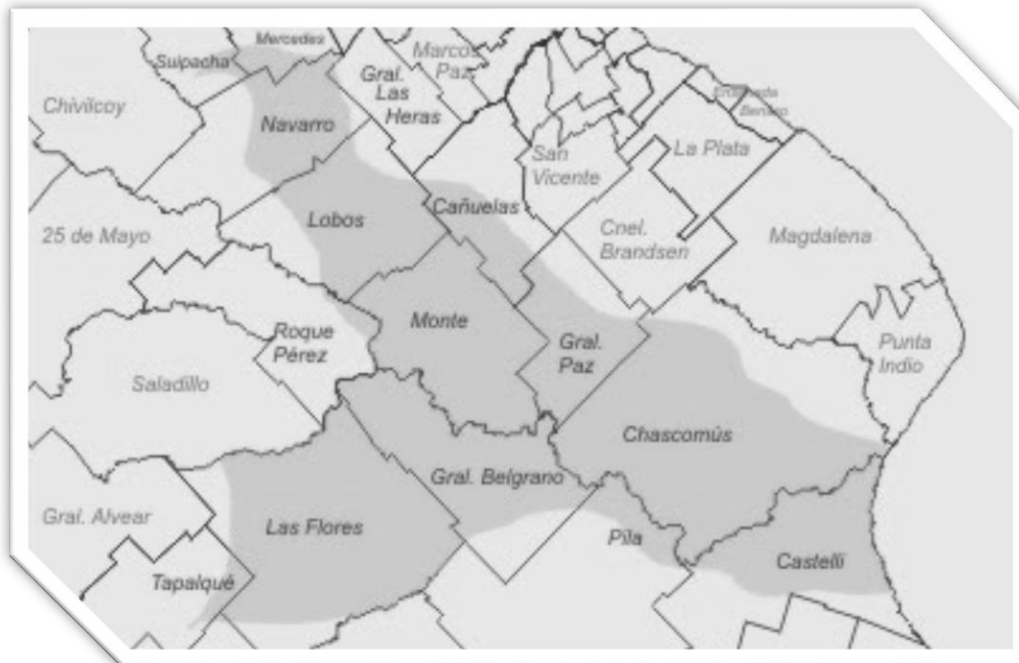 Mercedes
Suipacha
Marcos
Paz
Gral.
Las
Heras
Chivilcoy
Ensenada
Berisso
Navarro
La Plata
San
Vicente
Lobos
Cañuelas
25 de Mayo
Cnel.
Brandsen
Magdalena
Monte
Roque
Pérez
Gral.
Paz
Punta
Indio
Saladillo
Chascomús
Gral. Belgrano
Gral. Alvear
Las Flores
Pila
Castelli
Tapalqué